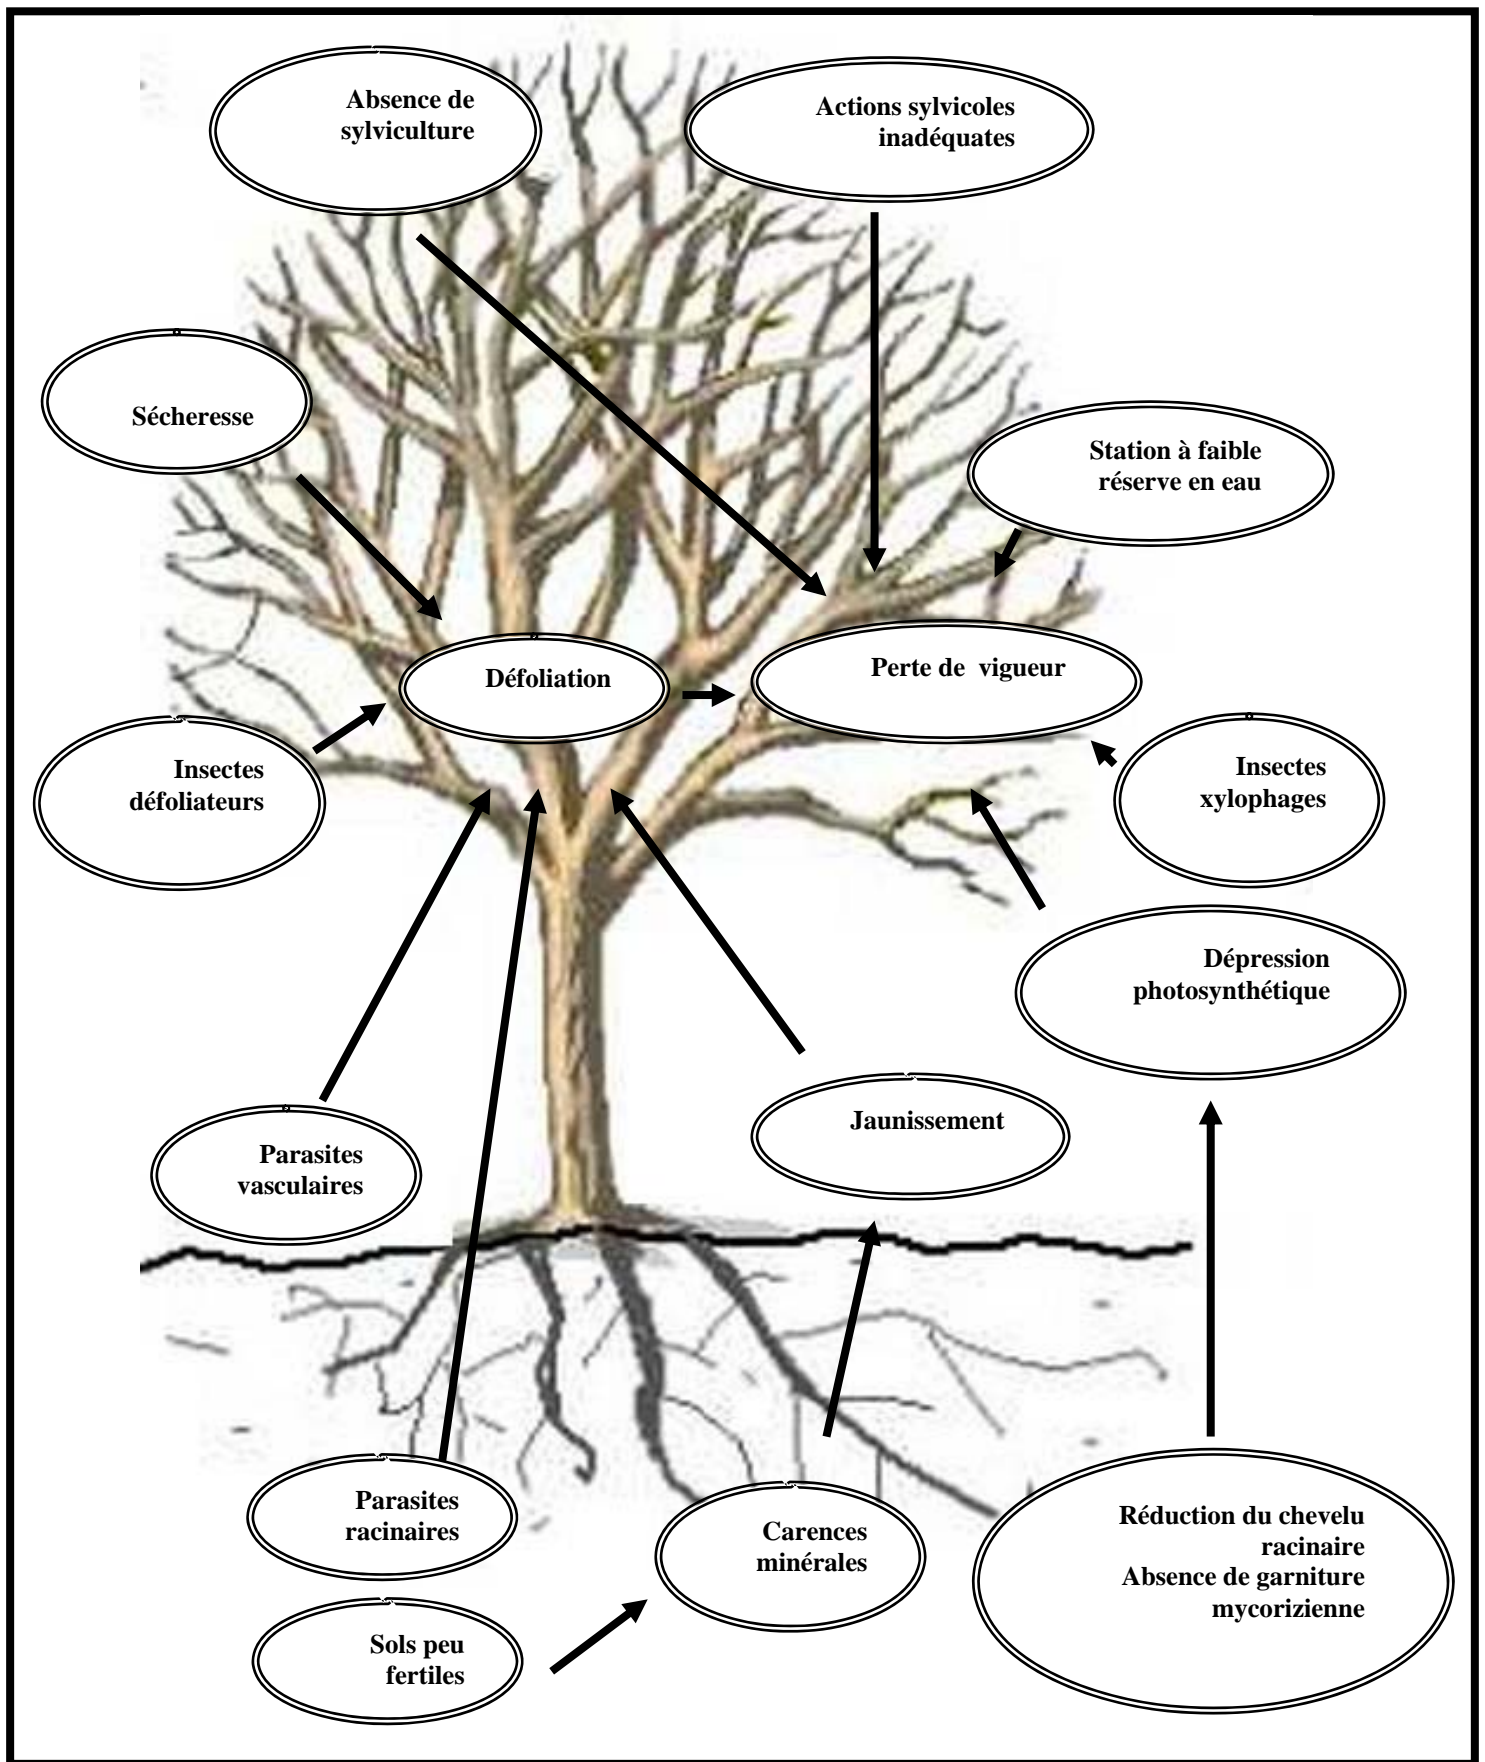 Absence de
sylviculture
Actions sylvicoles
inadéquates
Sécheresse
Station à faible
réserve en eau
Défoliation
Perte de vigueur
Insectes
défoliateurs
Insectes
xylophages
Dépression
photosynthétique
Jaunissement
Parasites
vasculaires
Parasites
racinaires
Carences
minérales
Réduction du chevelu
racinaire
Absence de garniture
mycorizienne
Sols peu
fertiles